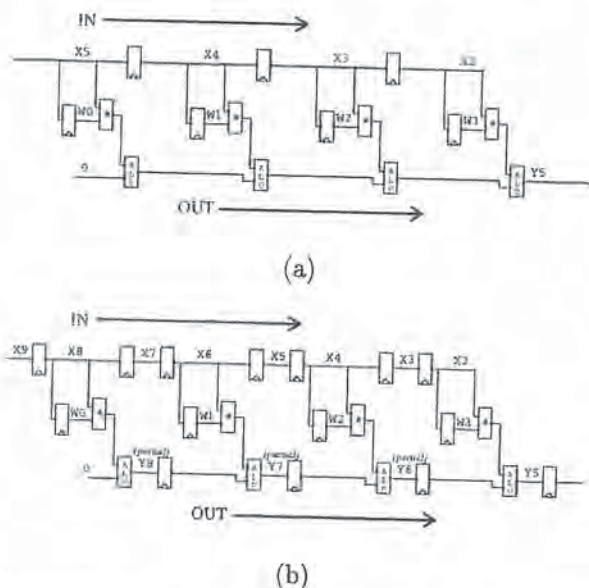 IN
X5 X4 X3 X2
W0 * W1 * W2 * W3 *
0 Y5
OUT
(a)
IN
X9 X8 X7 X6 X5 X4 X3 X2
W0 * W1 * W2 * W3 *
(partial) (partial) (partial)
0 Y8 Y7 Y6 Y5
OUT
(b)